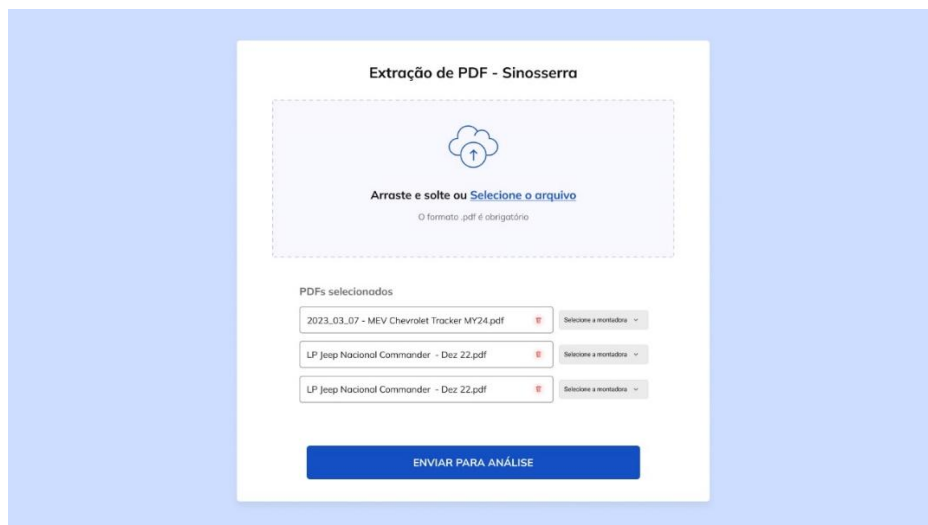 Extração de PDF - Sinosserra
Arraste e solte ou Selecione o arquivo
O formato .pdf é obrigatório
PDFs selecionados
2023_03_07 - MEV Chevrolet Tracker MY24.pdf Selecione a montadora
LP Jeep Nacional Commander - Dez 22.pdf Selecione a montadora
LP Jeep Nacional Commander - Dez 22.pdf Selecione a montadora
ENVIAR PARA ANÁLISE